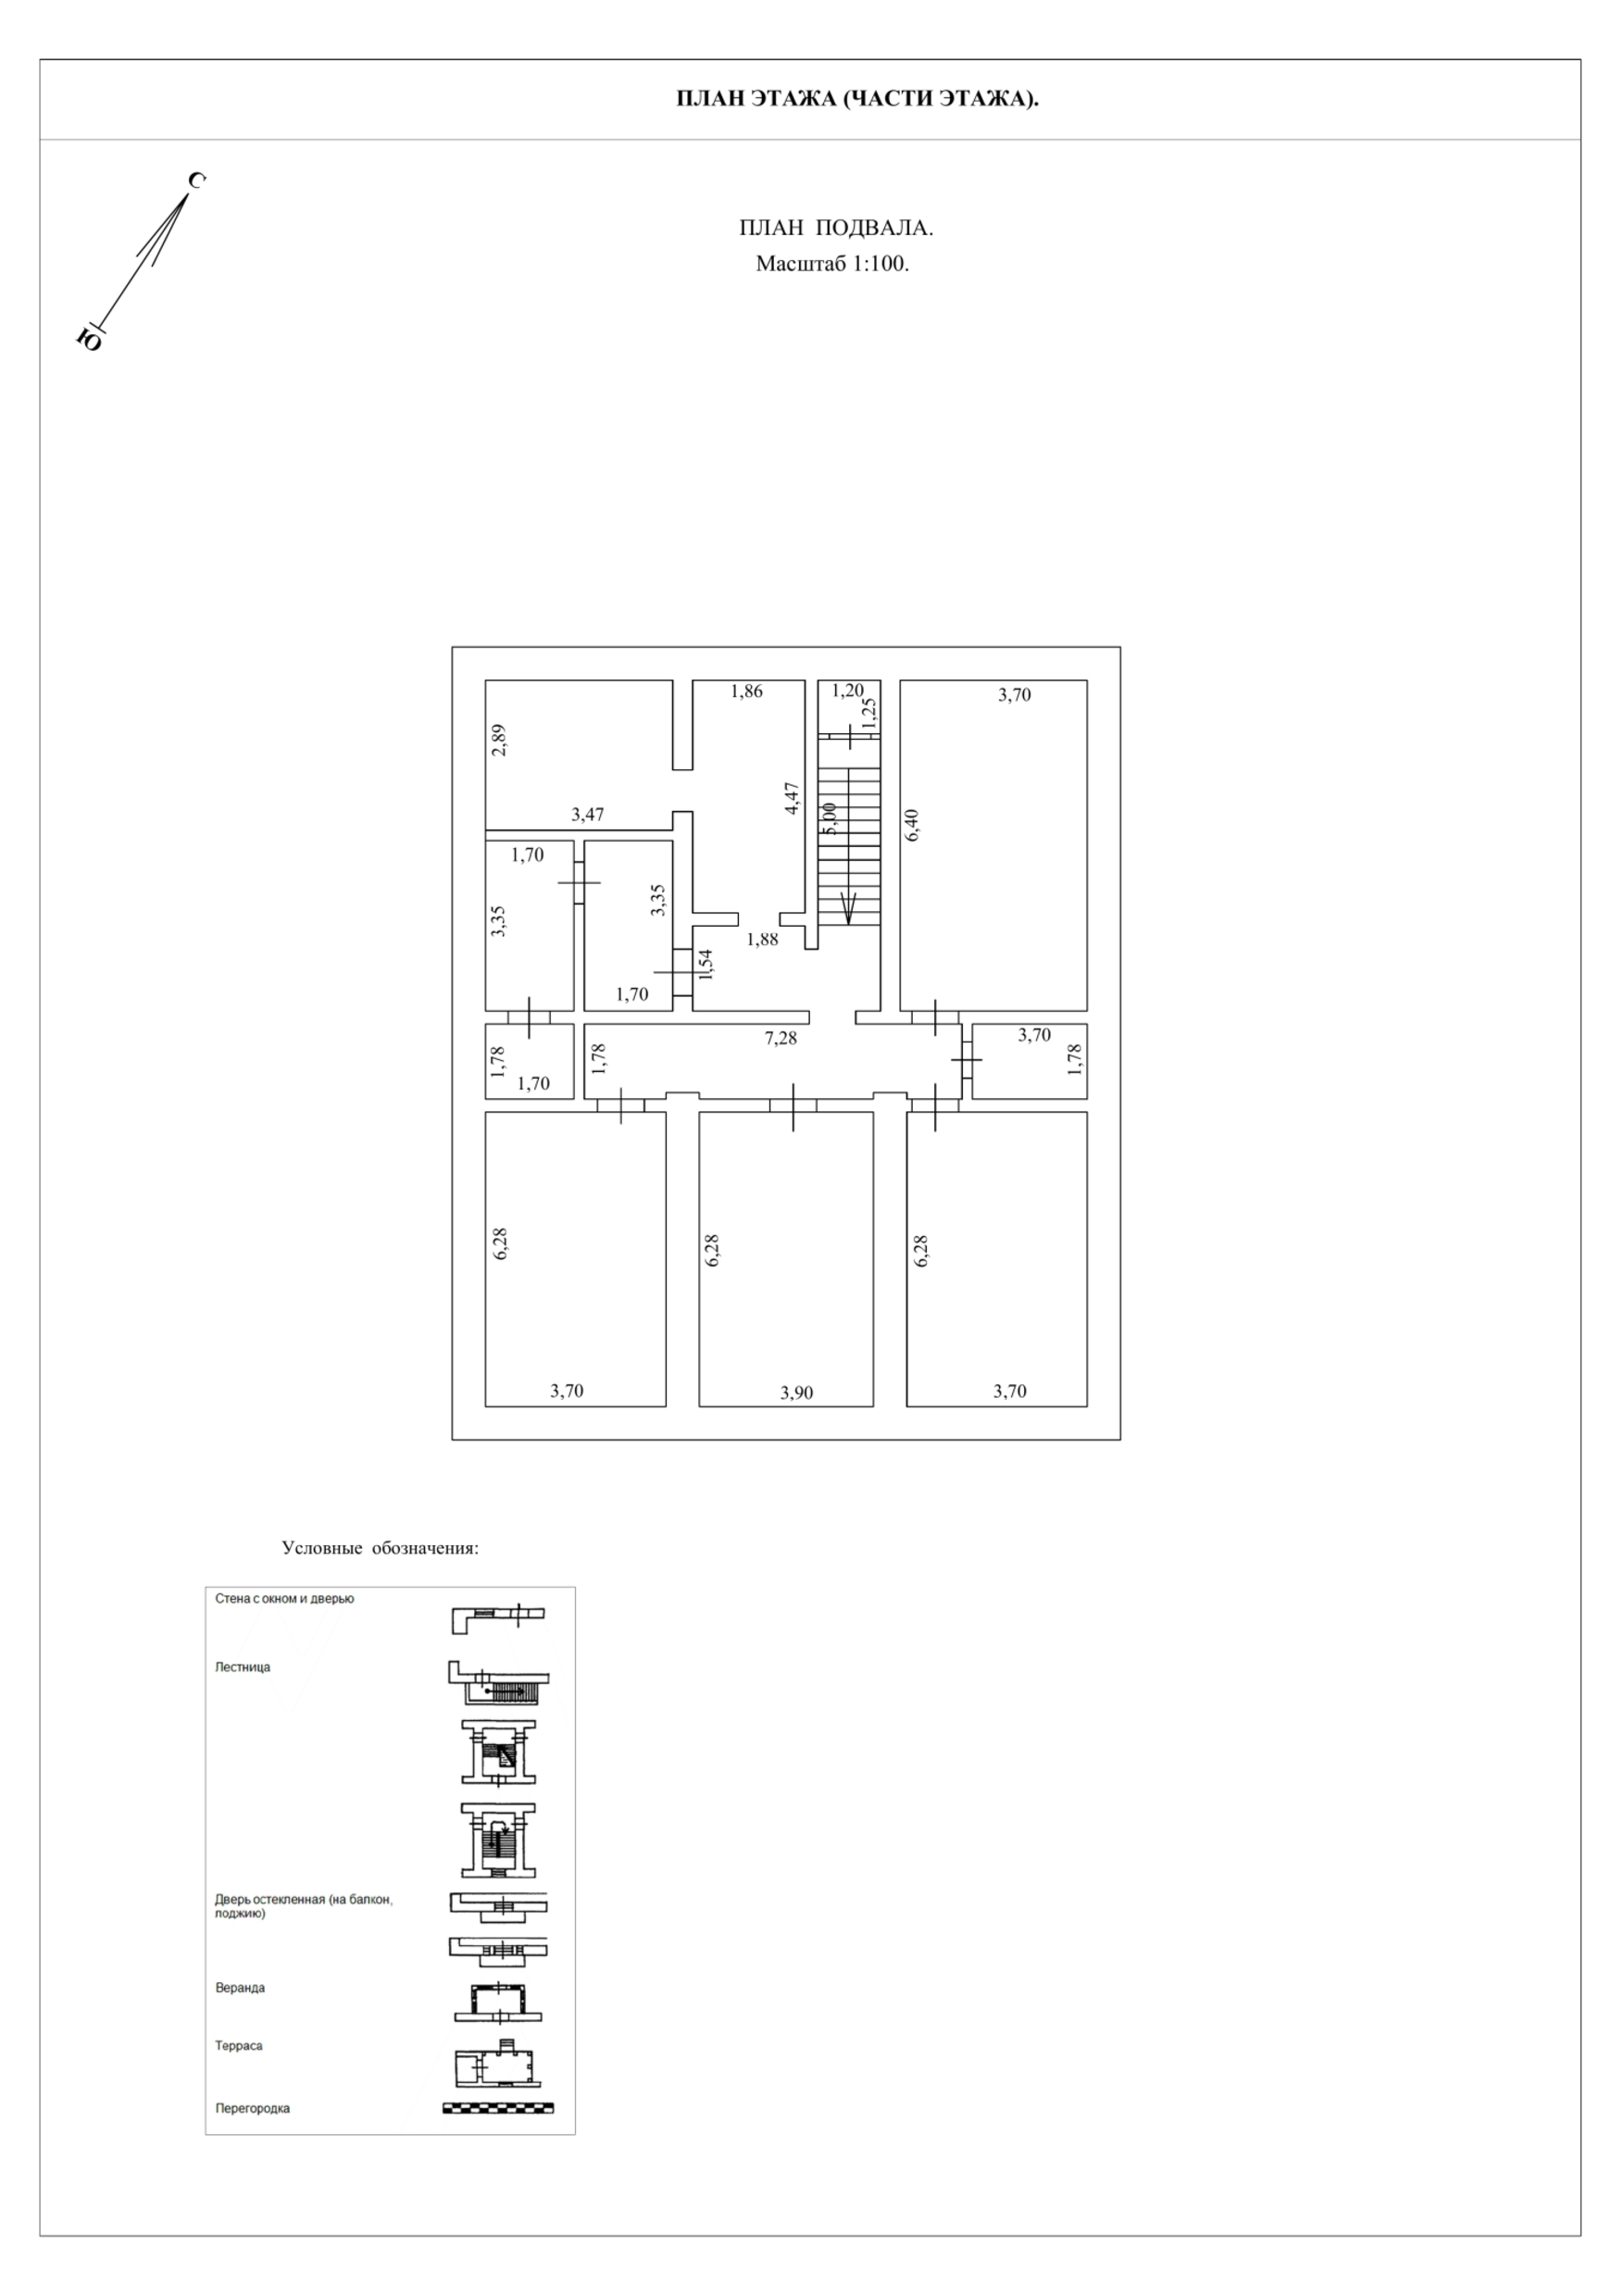 ПЛАН ЭТАЖА (ЧАСТИ ЭТАЖА).
С
Ю
ПЛАН ПОДВАЛА.
Масштаб 1:100.
1,86
1,20
1,25
3,70
2,89
4,47
5,00
6,40
3,47
1,70
3,35
3,35
1,88
1,54
1,70
7,28
3,70
1,78
1,78
1,78
1,70
6,28
6,28
6,28
3,70
3,90
3,70
Условные обозначения:
Стена с окном и дверью
Лестница
Дверь остекленная (на балкон,
лоджию)
Веранда
Терраса
Перегородка